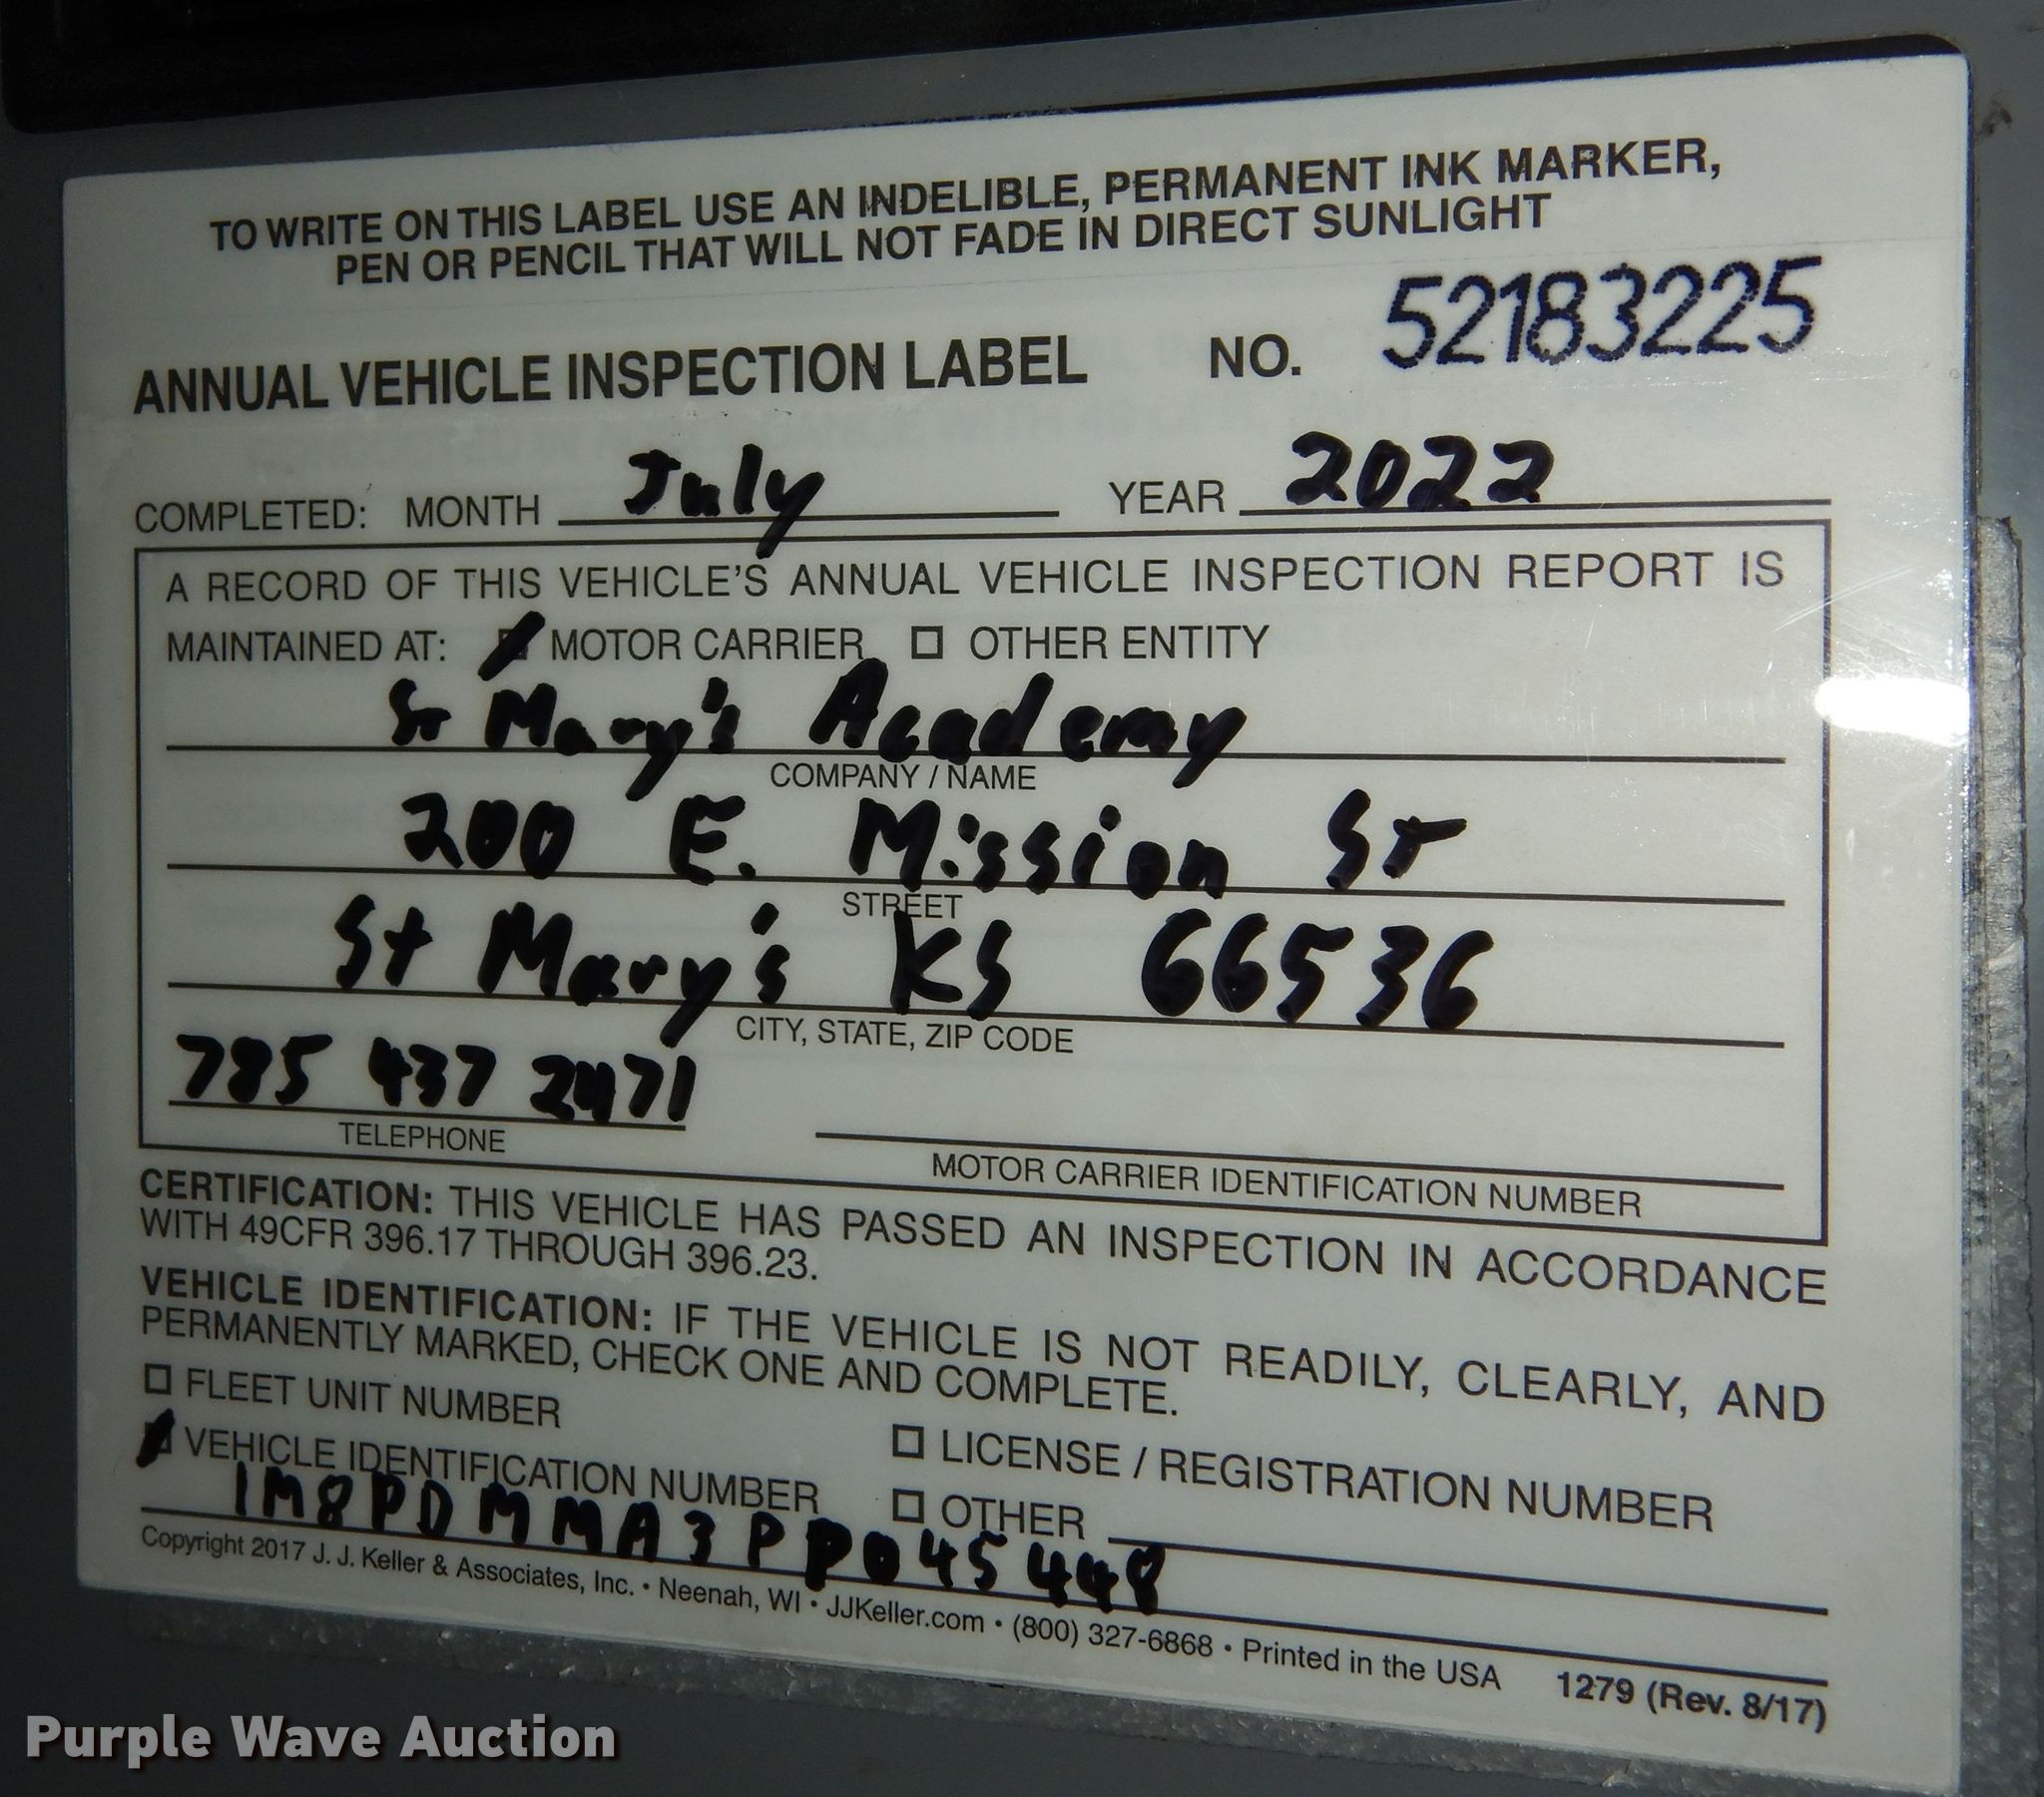 TO WRITE ON THIS LABEL USE AN INDELIBLE, PERMANENT INK MARKER,
PEN OR PENCIL THAT WILL NOT FADE IN DIRECT SUNLIGHT
ANNUAL VEHICLE INSPECTION LABEL NO. 52183225
COMPLETED: MONTH July YEAR 2022
A RECORD OF THIS VEHICLE'S ANNUAL VEHICLE INSPECTION REPORT IS
MAINTAINED AT: MOTOR CARRIER OTHER ENTITY
St Mary's Academy
COMPANY / NAME
200 E. Mission St
STREET
St Mary's KS 66536
CITY, STATE, ZIP CODE
785 437 2471
TELEPHONE
MOTOR CARRIER IDENTIFICATION NUMBER
CERTIFICATION: THIS VEHICLE HAS PASSED AN INSPECTION IN ACCORDANCE
WITH 49CFR 396.17 THROUGH 396.23.
VEHICLE IDENTIFICATION: IF THE VEHICLE IS NOT READILY, CLEARLY, AND
PERMANENTLY MARKED, CHECK ONE AND COMPLETE.
FLEET UNIT NUMBER
LICENSE / REGISTRATION NUMBER
VEHICLE IDENTIFICATION NUMBER
OTHER
1M8PDMMA3PP045448
Copyright 2017 J. J. Keller & Associates, Inc. • Neenah, WI • JJKeller.com • (800) 327-6868 • Printed in the USA 1279 (Rev. 8/17)
Purple Wave Auction